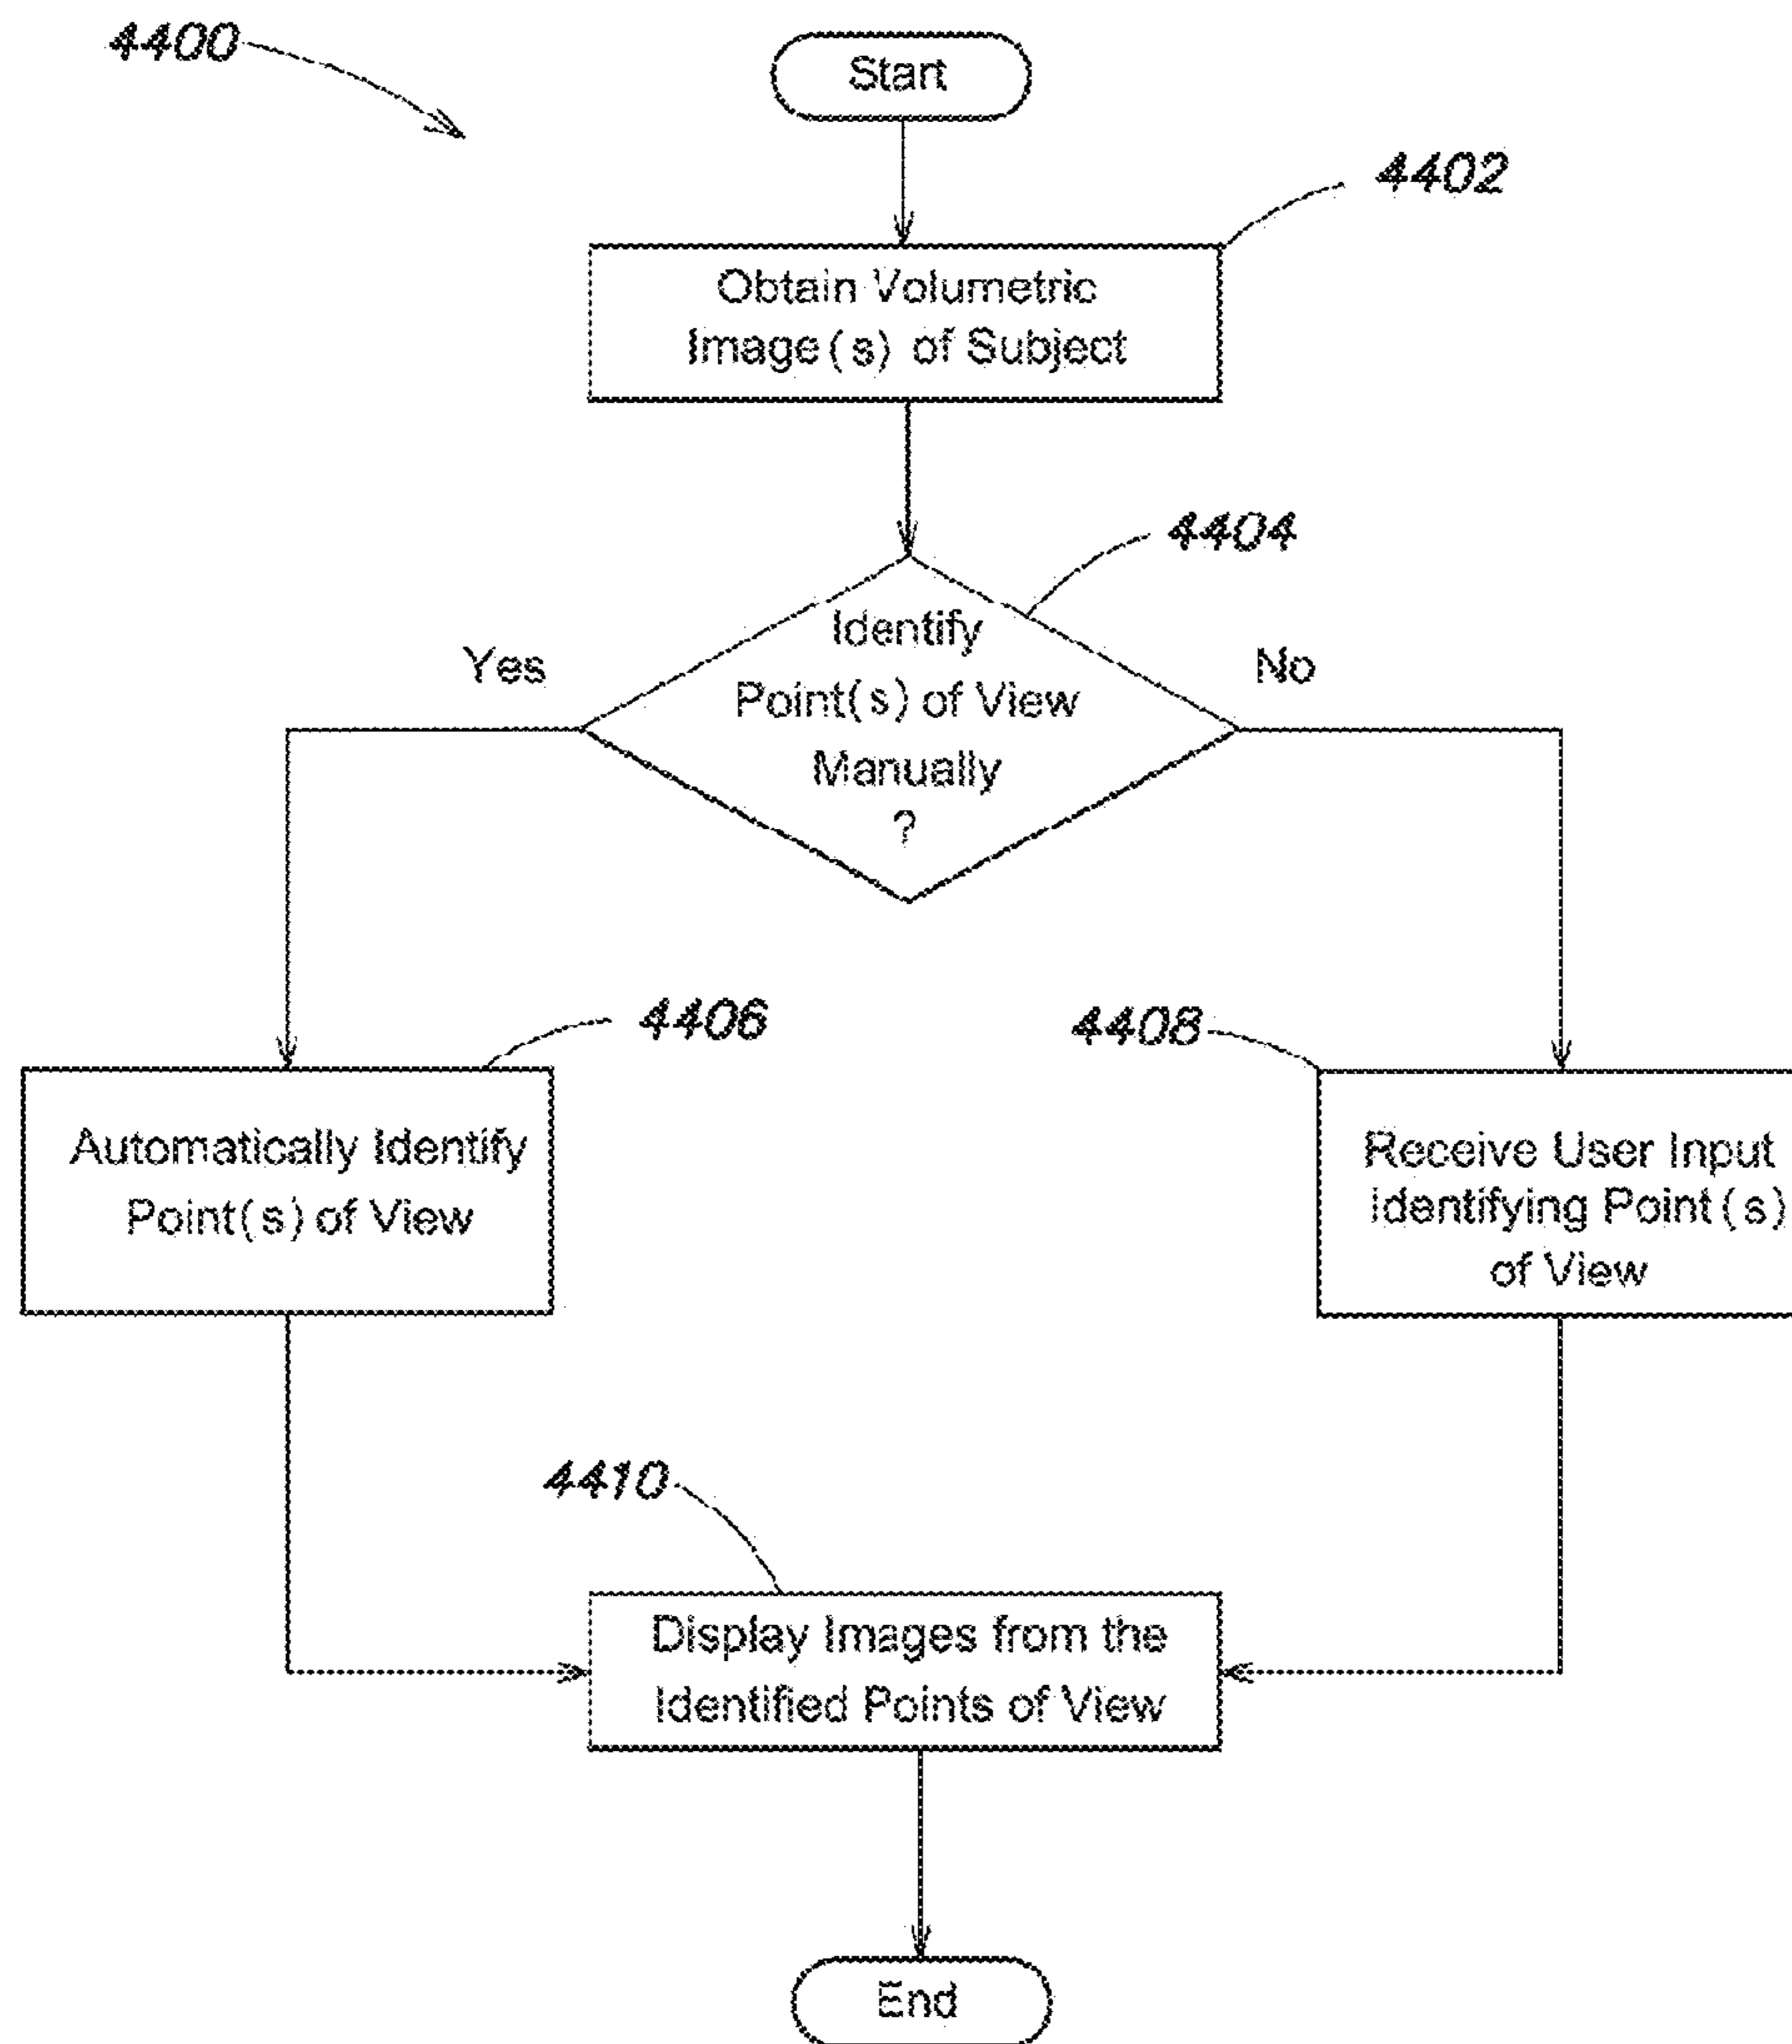 4400
Start
4402
Obtain Volumetric
Image(s) of Subject
4404
Identify
Point(s) of View
Manually
?
Yes
No
4406
4408
Automatically Identify
Point(s) of View
Receive User Input
Identifying Point(s)
of View
4410
Display Images from the
Identified Points of View
End